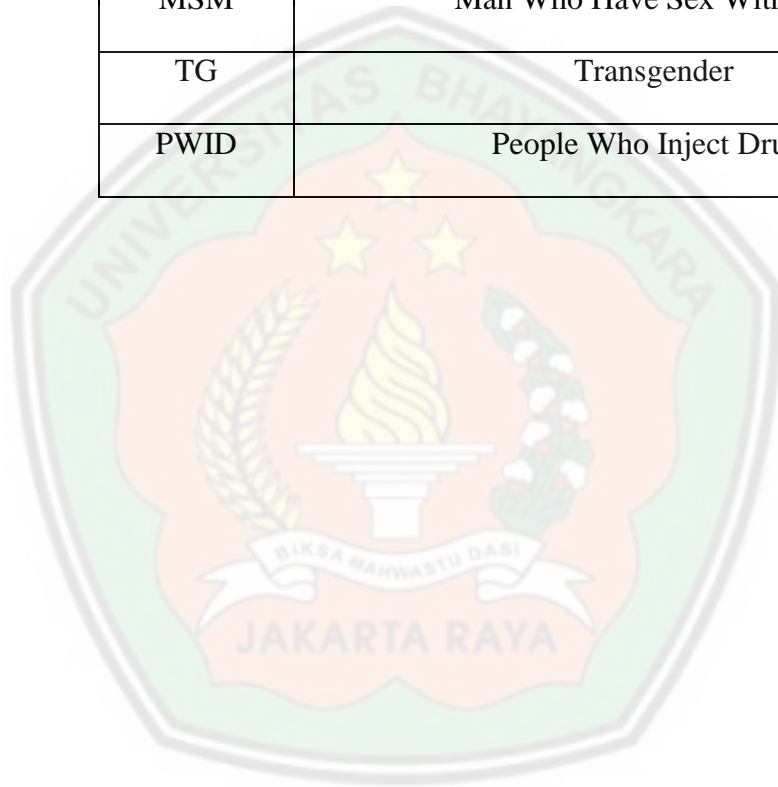 MSM Man Who Have Sex With
TG Transgender
PWID People Who Inject Dru
UNIVERSITAS BHAYANGKARA
BIKSA MAHWASTU DASI
JAKARTA RAYA